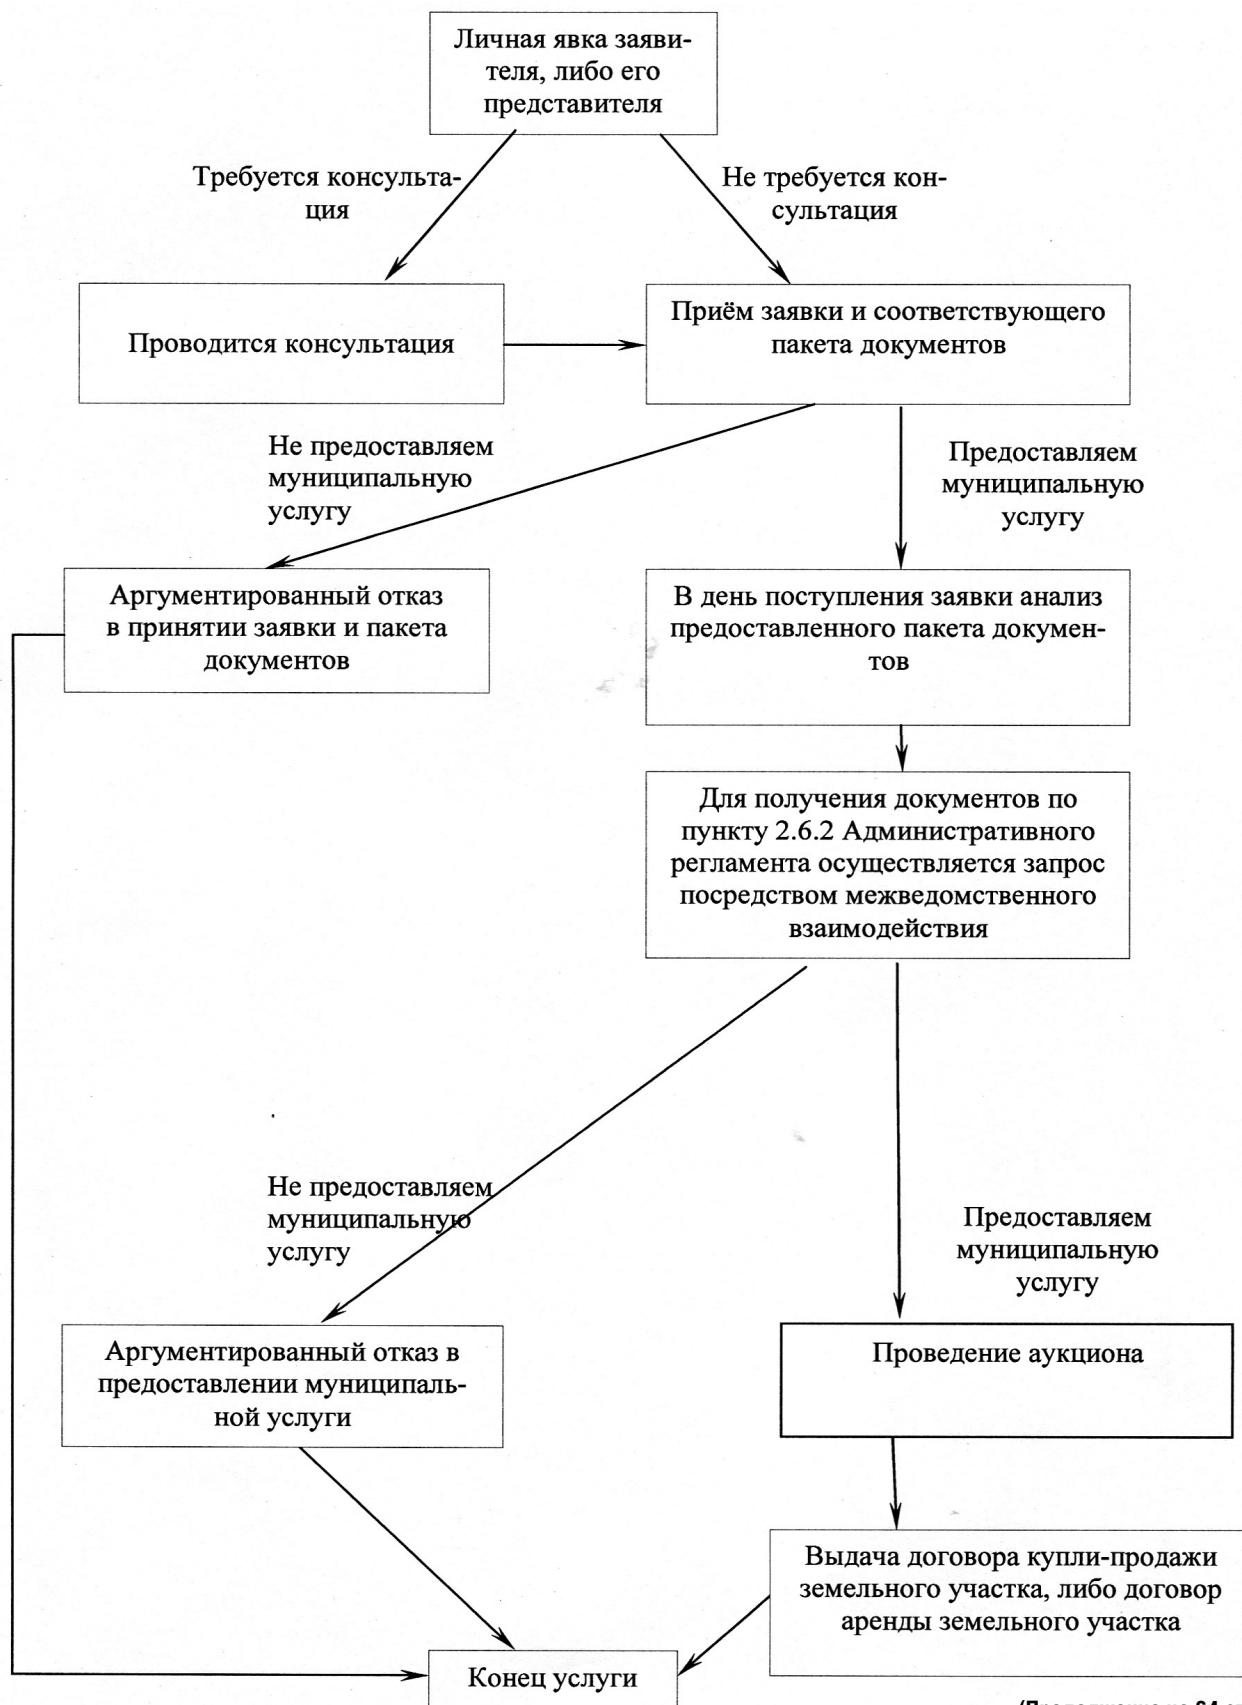 Личная явка заяви-
теля, либо его
представителя
Требуется консульта-
ция
Не требуется кон-
сультация
Проводится консультация
Приём заявки и соответствующего
пакета документов
Не предоставляем
муниципальную
услугу
Предоставляем
муниципальную
услугу
Аргументированный отказ
в принятии заявки и пакета
документов
В день поступления заявки анализ
предоставленного пакета докумен-
тов
Для получения документов по
пункту 2.6.2 Административного
регламента осуществляется запрос
посредством межведомственного
взаимодействия
Не предоставляем
муниципальную
услугу
Предоставляем
муниципальную
услугу
Аргументированный отказ в
предоставлении муниципаль-
ной услуги
Проведение аукциона
Выдача договора купли-продажи
земельного участка, либо договор
аренды земельного участка
Конец услуги